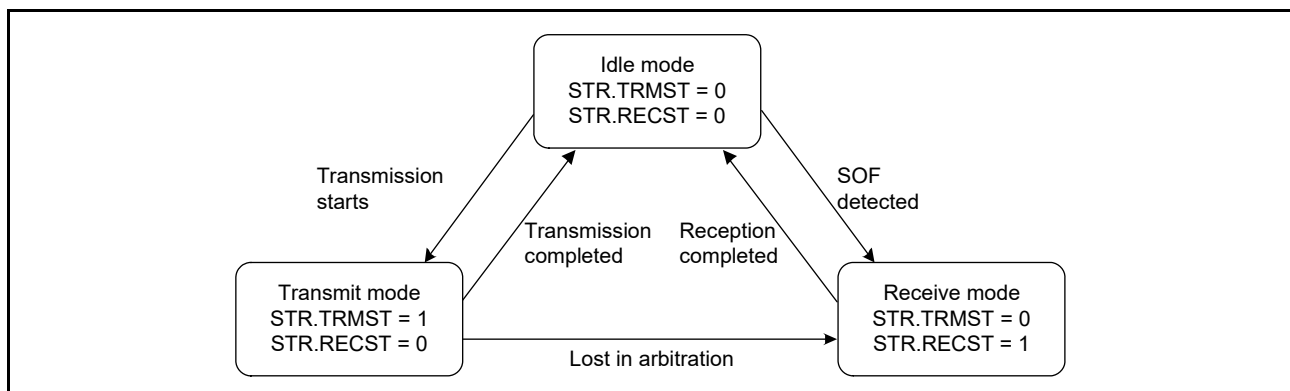 Idle mode
STR.TRMST = 0
STR.RECST = 0
Transmission
starts
SOF
detected
Transmission
completed
Reception
completed
Transmit mode
STR.TRMST = 1
STR.RECST = 0
Receive mode
STR.TRMST = 0
STR.RECST = 1
Lost in arbitration